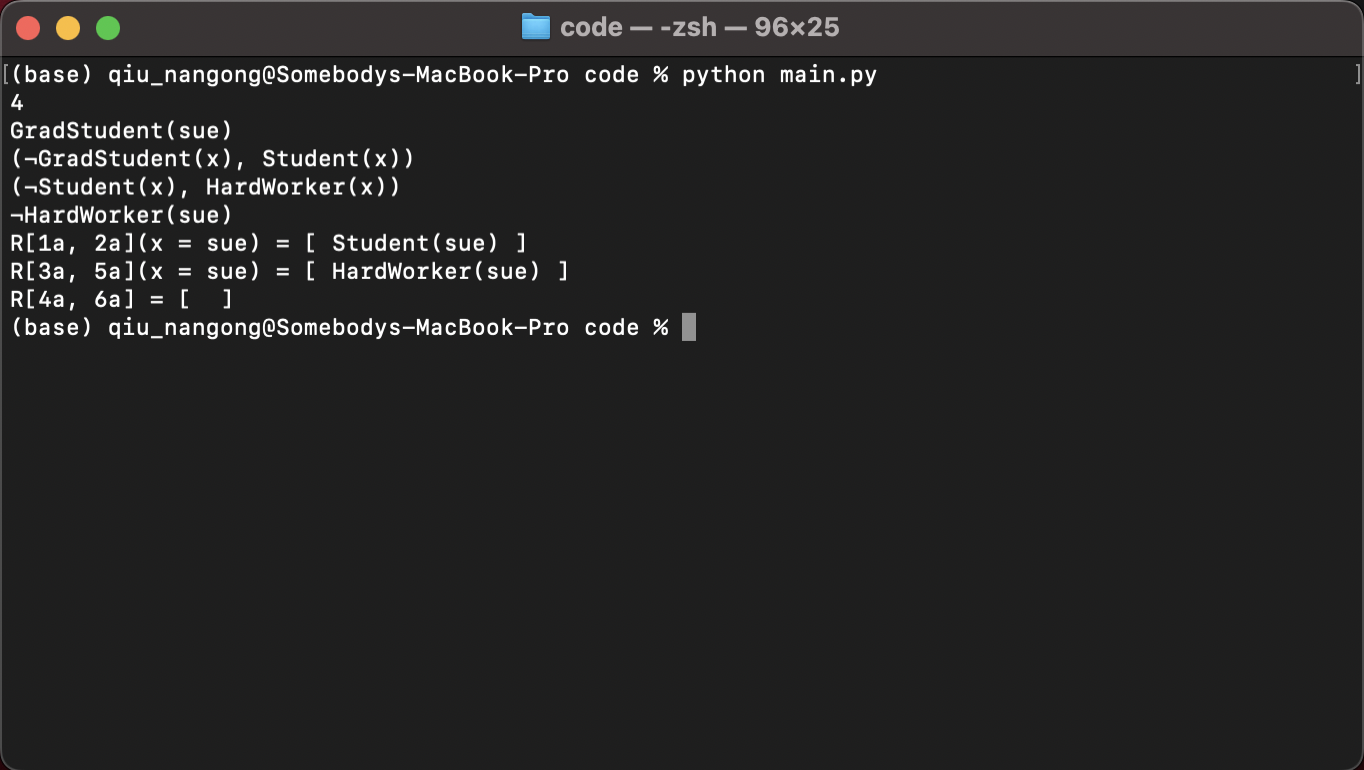 code — -zsh — 96×25
[(base) qiu_nangong@Somebodys-MacBook-Pro code % python main.py ]
4
GradStudent(sue)
(¬GradStudent(x), Student(x))
(¬Student(x), HardWorker(x))
¬HardWorker(sue)
R[1a, 2a](x = sue) = [ Student(sue) ]
R[3a, 5a](x = sue) = [ HardWorker(sue) ]
R[4a, 6a] = [  ]
(base) qiu_nangong@Somebodys-MacBook-Pro code %